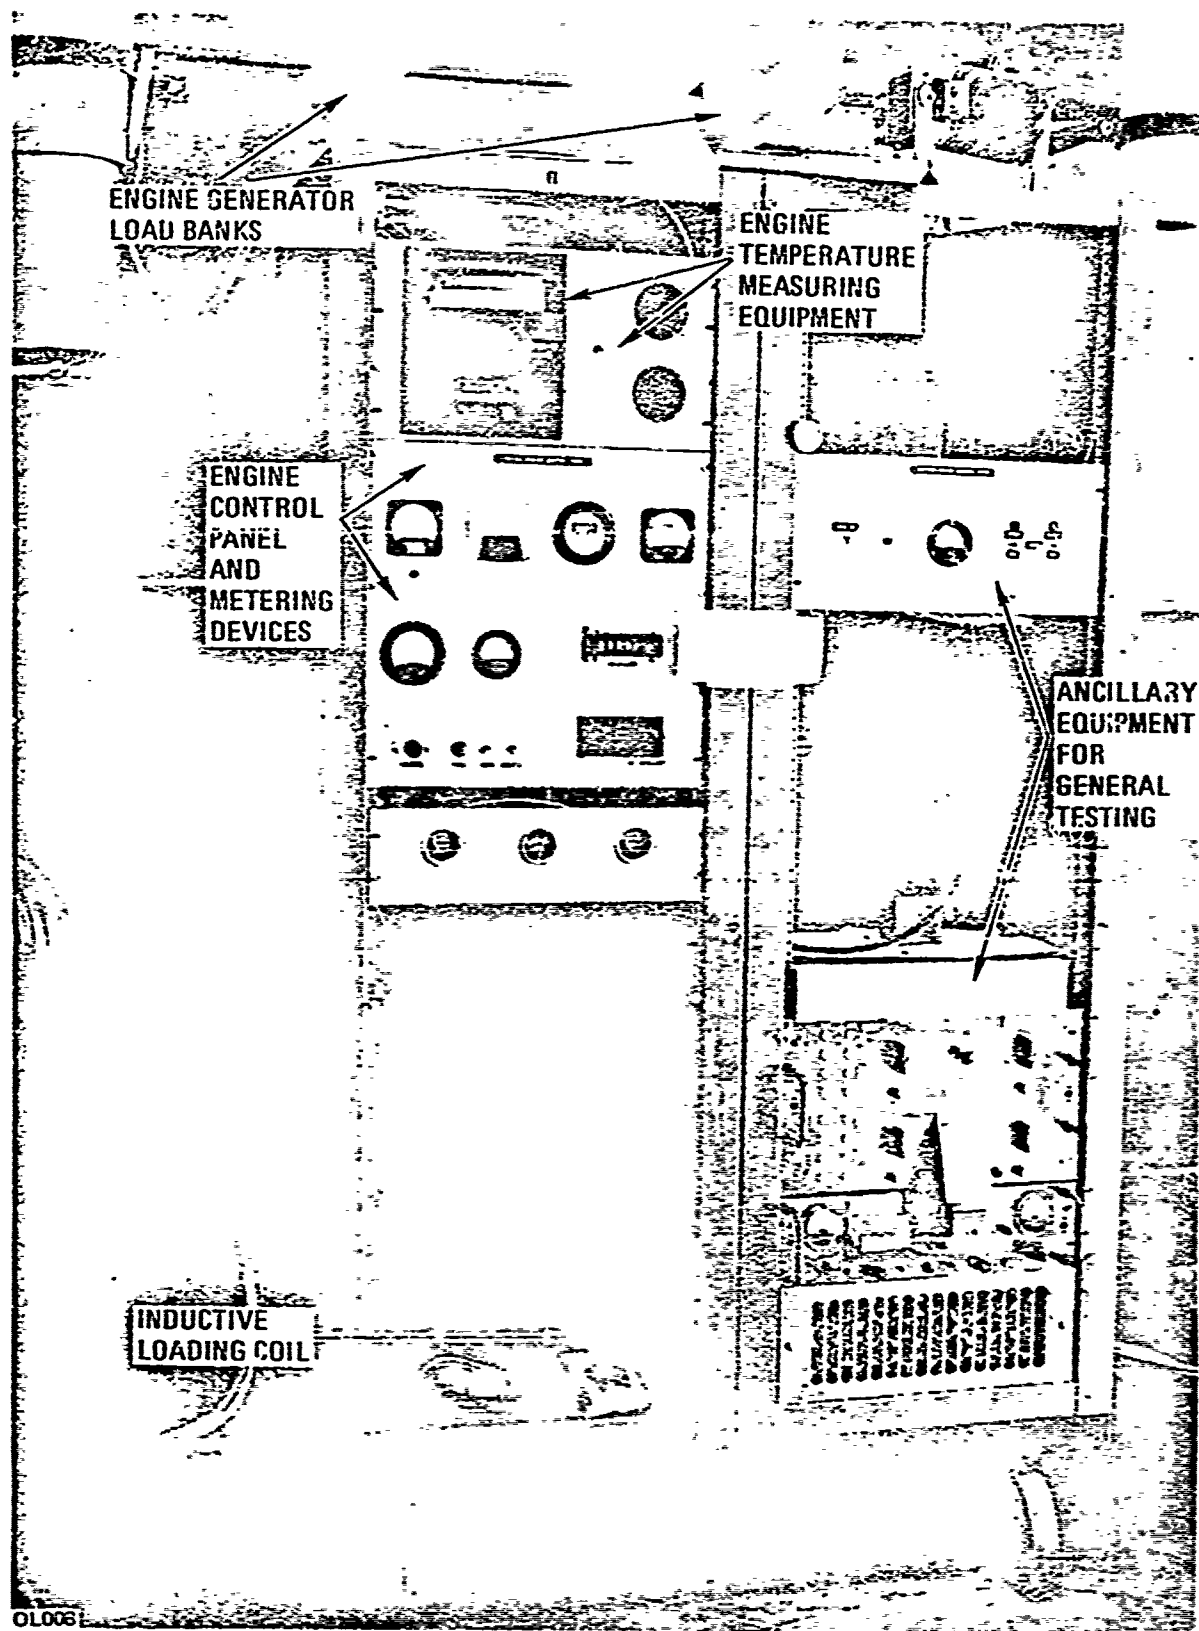 ENGINE GENERATOR
LOAD BANKS
ENGINE
TEMPERATURE
MEASURING
EQUIPMENT
ENGINE
CONTROL
PANEL
AND
METERING
DEVICES
ANCILLARY
EQUIPMENT
FOR
GENERAL
TESTING
INDUCTIVE
LOADING COIL
OL006